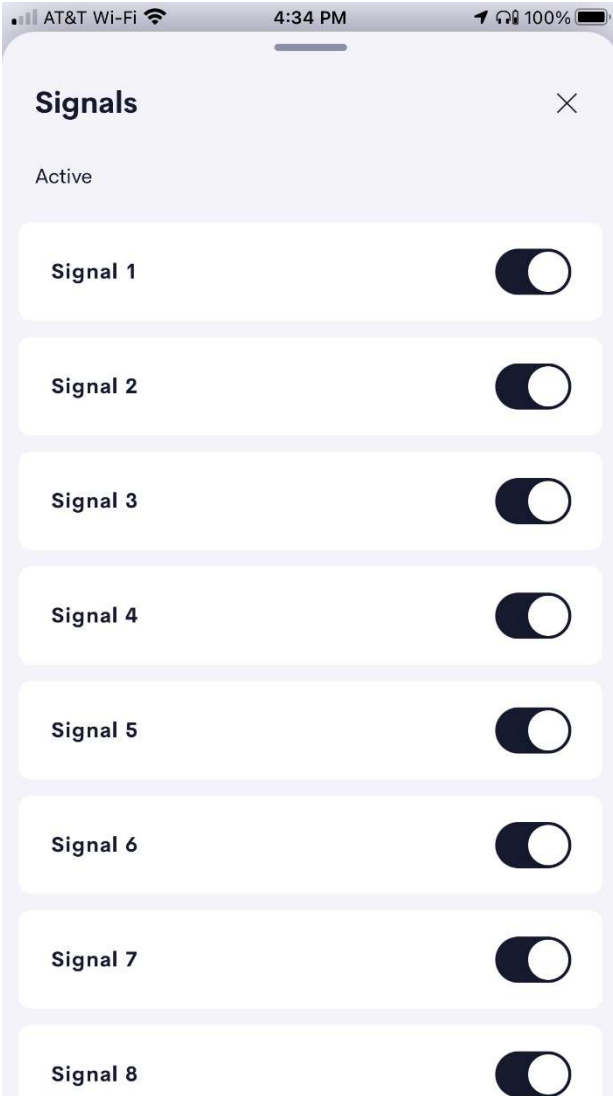 AT&T Wi-Fi 4:34 PM 100%
Signals
Active
Signal 1
Signal 2
Signal 3
Signal 4
Signal 5
Signal 6
Signal 7
Signal 8